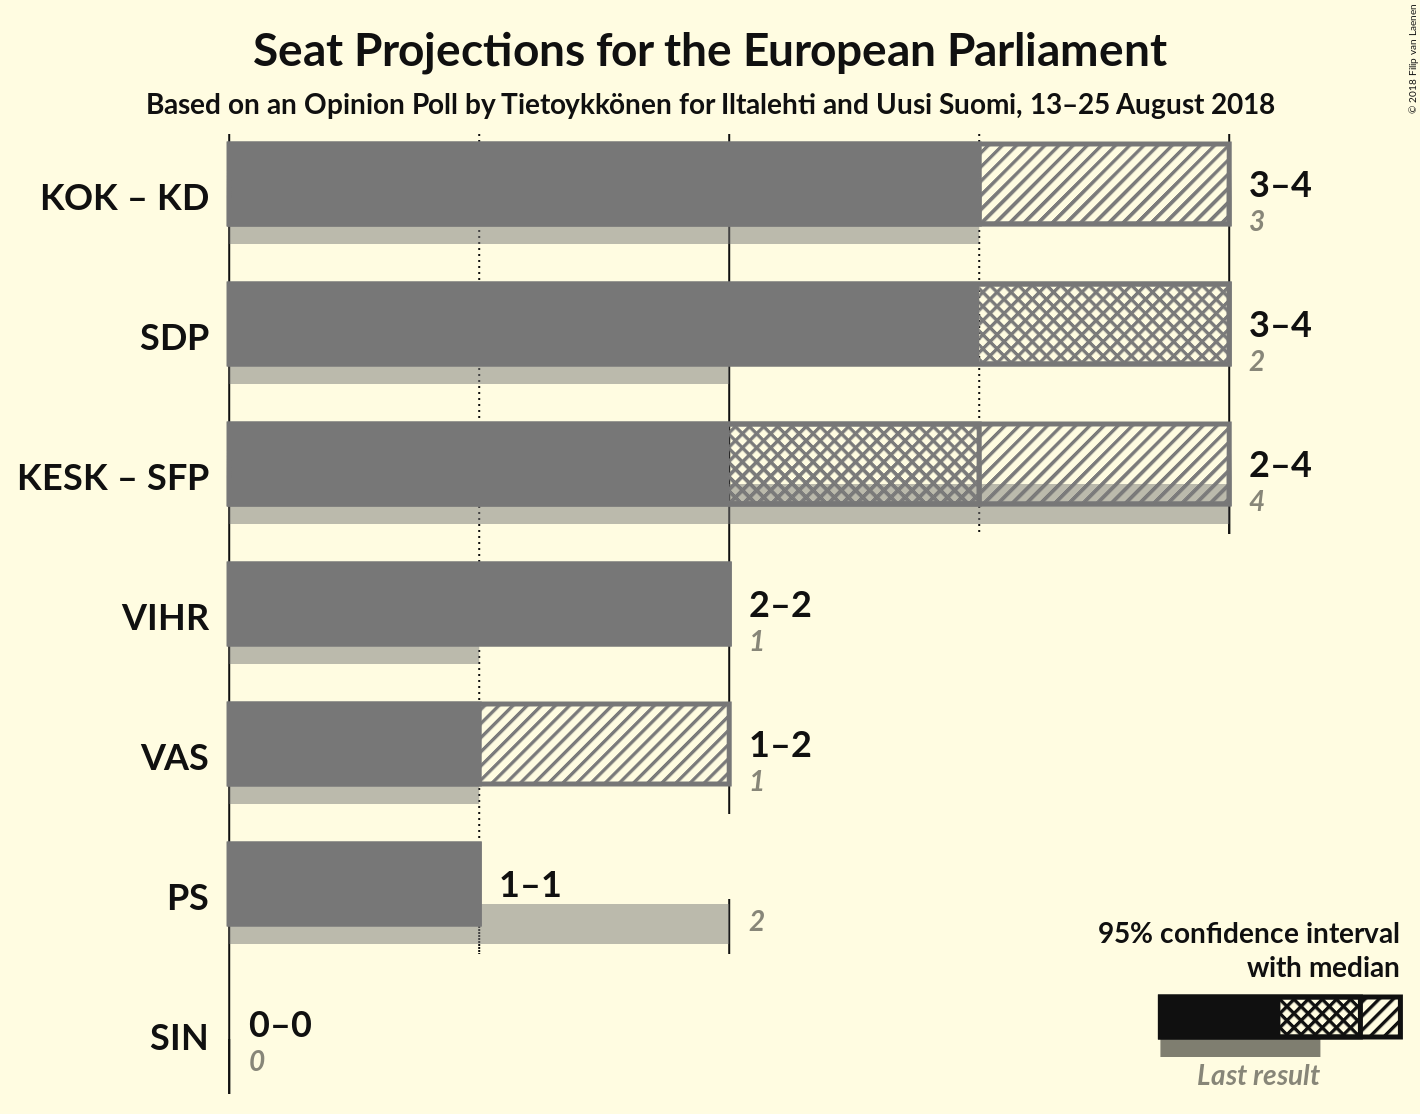 Seat Projections for the European Parliament
Based on an Opinion Poll by Tietoykkönen for Iltalehti and Uusi Suomi, 13–25 August 2018
© 2018 Filip van Laenen
KOK – KD
3–4
3
SDP
3–4
2
KESK – SFP
2–4
4
VIHR
2–2
1
VAS
1–2
1
PS
1–1
2
SIN
0–0
0
95% confidence interval
with median
Last result